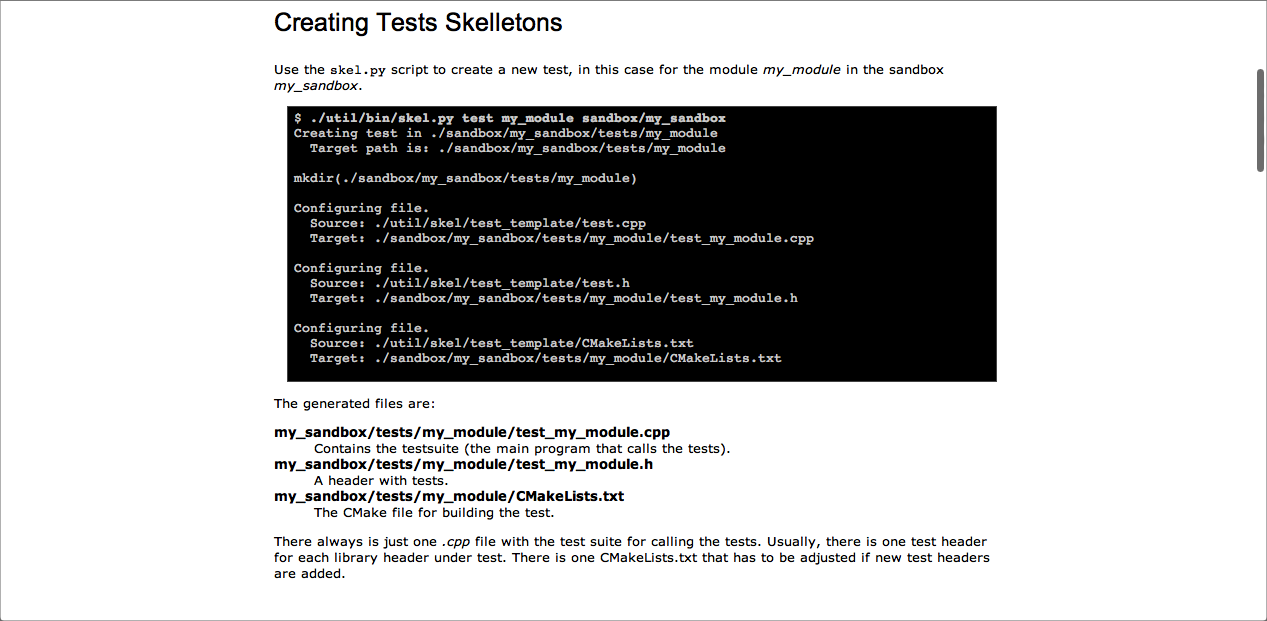 Creating Tests Skelletons
Use the skel.py script to create a new test, in this case for the module my_module in the sandbox
my_sandbox.
$ ./util/bin/skel.py test my_module sandbox/my_sandbox
Creating test in ./sandbox/my_sandbox/tests/my_module
  Target path is: ./sandbox/my_sandbox/tests/my_module
mkdir(./sandbox/my_sandbox/tests/my_module)
Configuring file.
  Source: ./util/skel/test_template/test.cpp
  Target: ./sandbox/my_sandbox/tests/my_module/test_my_module.cpp
Configuring file.
  Source: ./util/skel/test_template/test.h
  Target: ./sandbox/my_sandbox/tests/my_module/test_my_module.h
Configuring file.
  Source: ./util/skel/test_template/CMakeLists.txt
  Target: ./sandbox/my_sandbox/tests/my_module/CMakeLists.txt
The generated files are:
my_sandbox/tests/my_module/test_my_module.cpp
Contains the testsuite (the main program that calls the tests).
my_sandbox/tests/my_module/test_my_module.h
A header with tests.
my_sandbox/tests/my_module/CMakeLists.txt
The CMake file for building the test.
There always is just one .cpp file with the test suite for calling the tests. Usually, there is one test header
for each library header under test. There is one CMakeLists.txt that has to be adjusted if new test headers
are added.